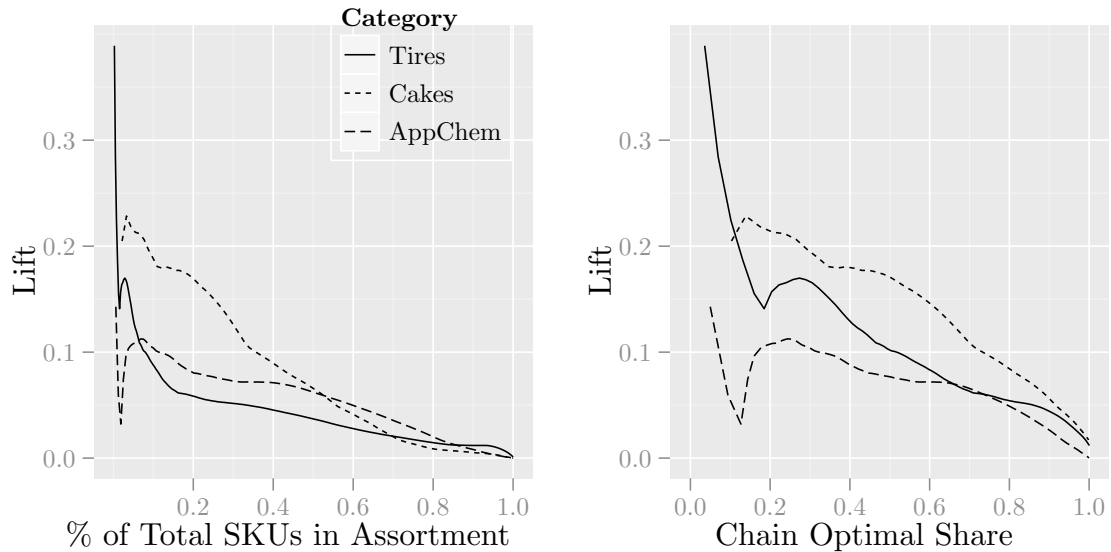 Category
Tires
Cakes
AppChem
Lift
0.3
0.2
0.1
0.0
0.2 0.4 0.6 0.8 1.0
% of Total SKUs in Assortment
Lift
0.3
0.2
0.1
0.0
0.0 0.2 0.4 0.6 0.8 1.0
Chain Optimal Share